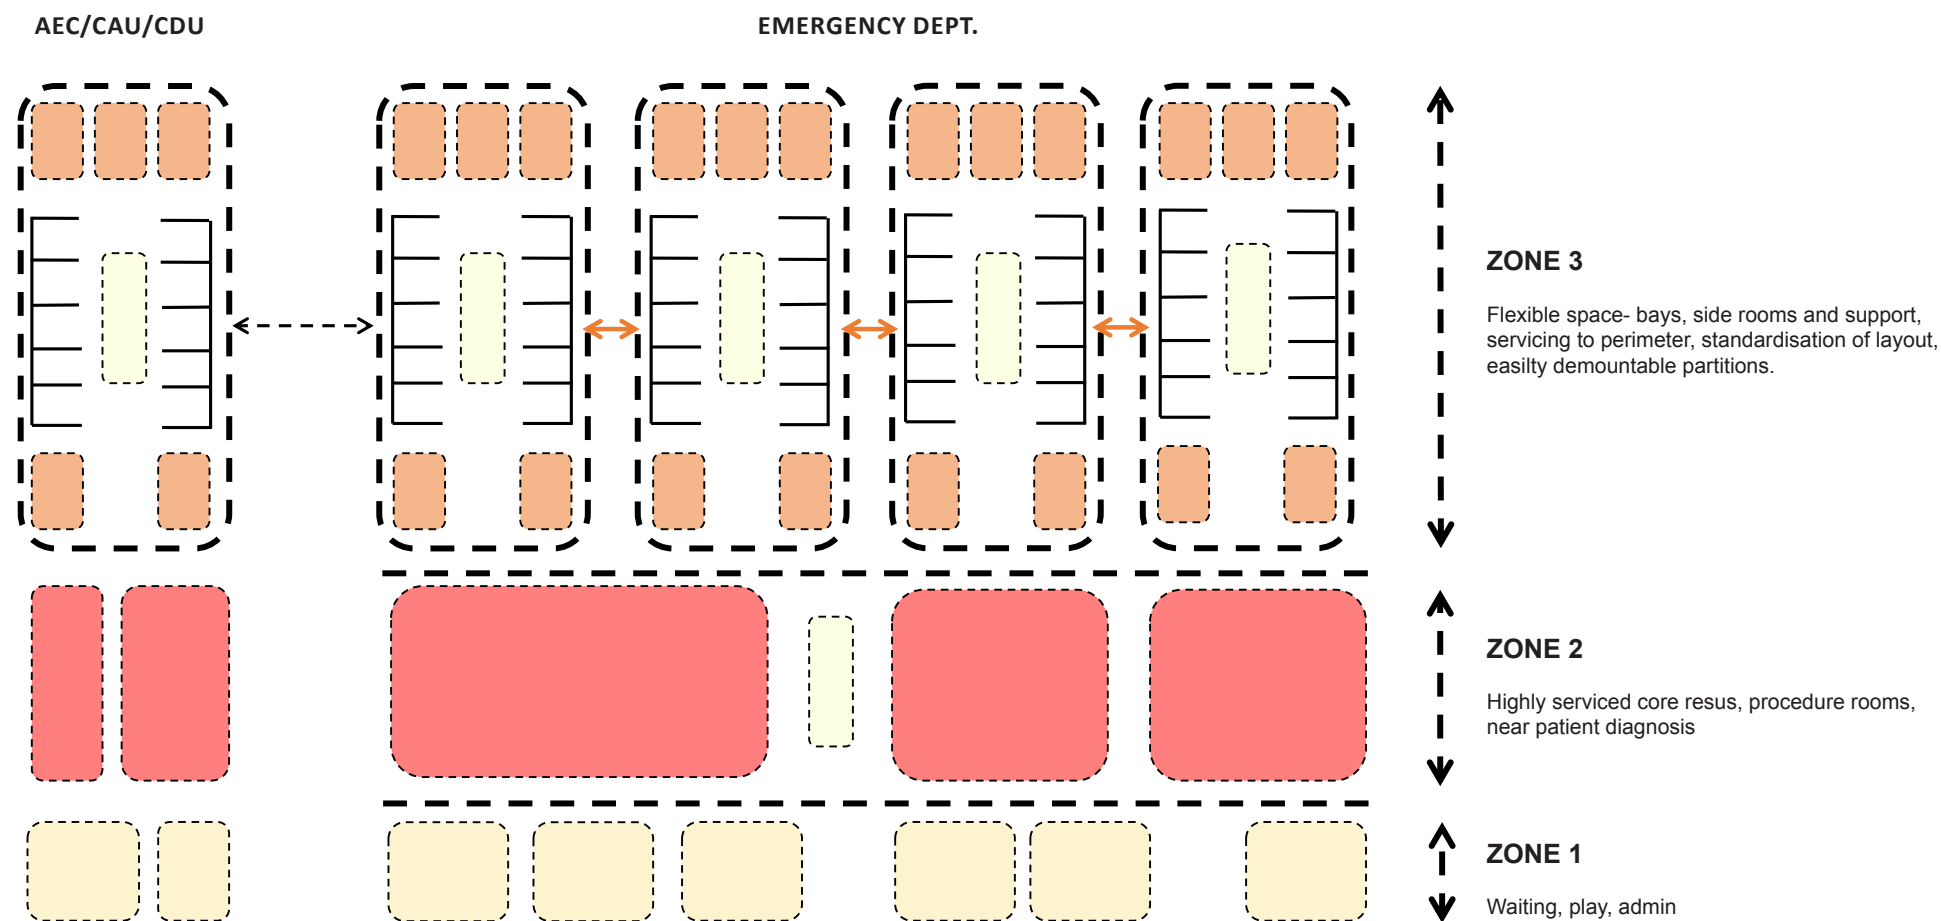 AEC/CAU/CDU
EMERGENCY DEPT.
ZONE 3
Flexible space- bays, side rooms and support,
servicing to perimeter, standardisation of layout,
easilty demountable partitions.
ZONE 2
Highly serviced core resus, procedure rooms,
near patient diagnosis
ZONE 1
Waiting, play, admin